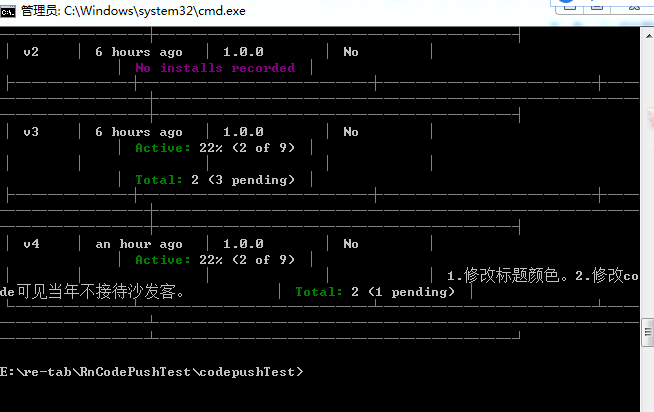 管理员: C:\Windows\system32\cmd.exe
v2 6 hours ago 1.0.0 No
No installs recorded
v3 6 hours ago 1.0.0 No
Active: 22% (2 of 9)
Total: 2 (3 pending)
v4 an hour ago 1.0.0 No
Active: 22% (2 of 9)
1.修改标题颜色。2.修改co
de可见当年不接待沙发客。 Total: 2 (1 pending)
E:\re-tab\RnCodePushTest\codepushTest>